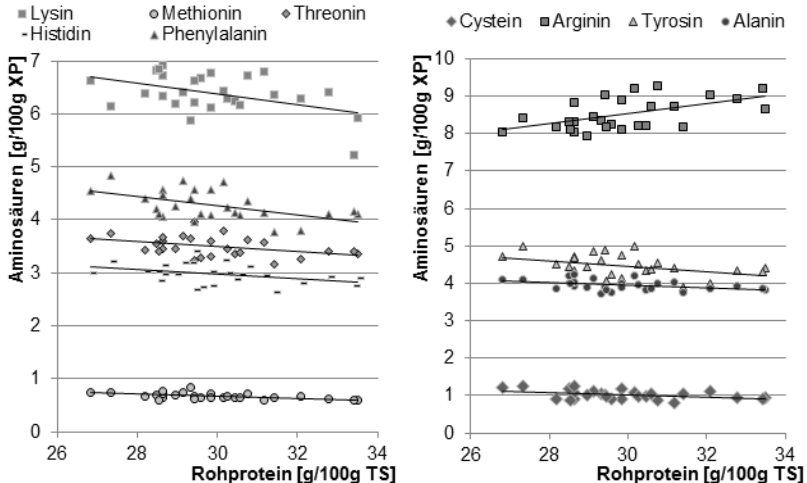 Lysin Methionin Threonin
Histidin Phenylalanin
Aminosäuren [g/100g XP]
7
6
5
4
3
2
1
0
26 28 30 32 34
Rohprotein [g/100g TS]
Cystein Arginin Tyrosin Alanin
Aminosäuren [g/100g XP]
10
9
8
7
6
5
4
3
2
1
0
26 28 30 32 34
Rohprotein [g/100g TS]